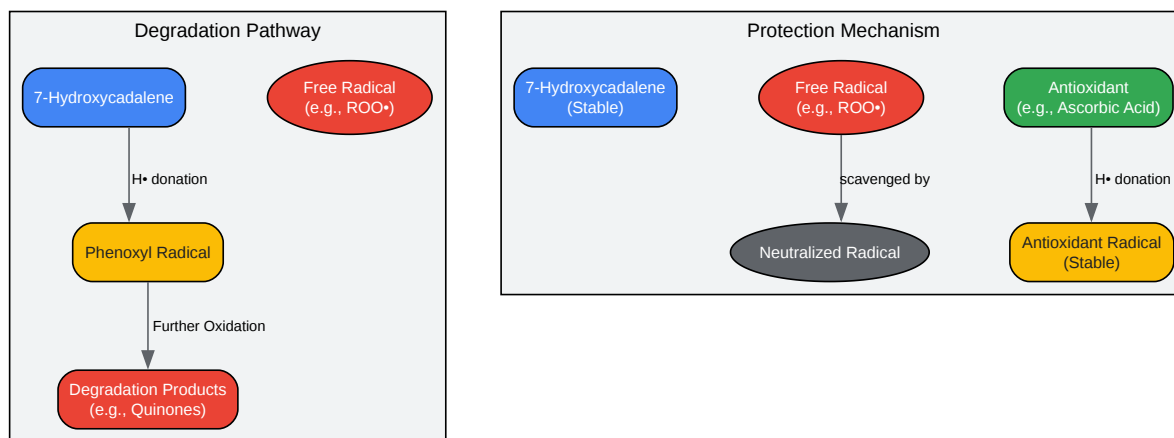 Degradation Pathway
7-Hydroxycadalene
Free Radical
(e.g., ROO•)
H• donation
Phenoxyl Radical
Further Oxidation
Degradation Products
(e.g., Quinones)
Protection Mechanism
7-Hydroxycadalene
(Stable)
Free Radical
(e.g., ROO•)
Antioxidant
(e.g., Ascorbic Acid)
scavenged by
H• donation
Neutralized Radical
Antioxidant Radical
(Stable)